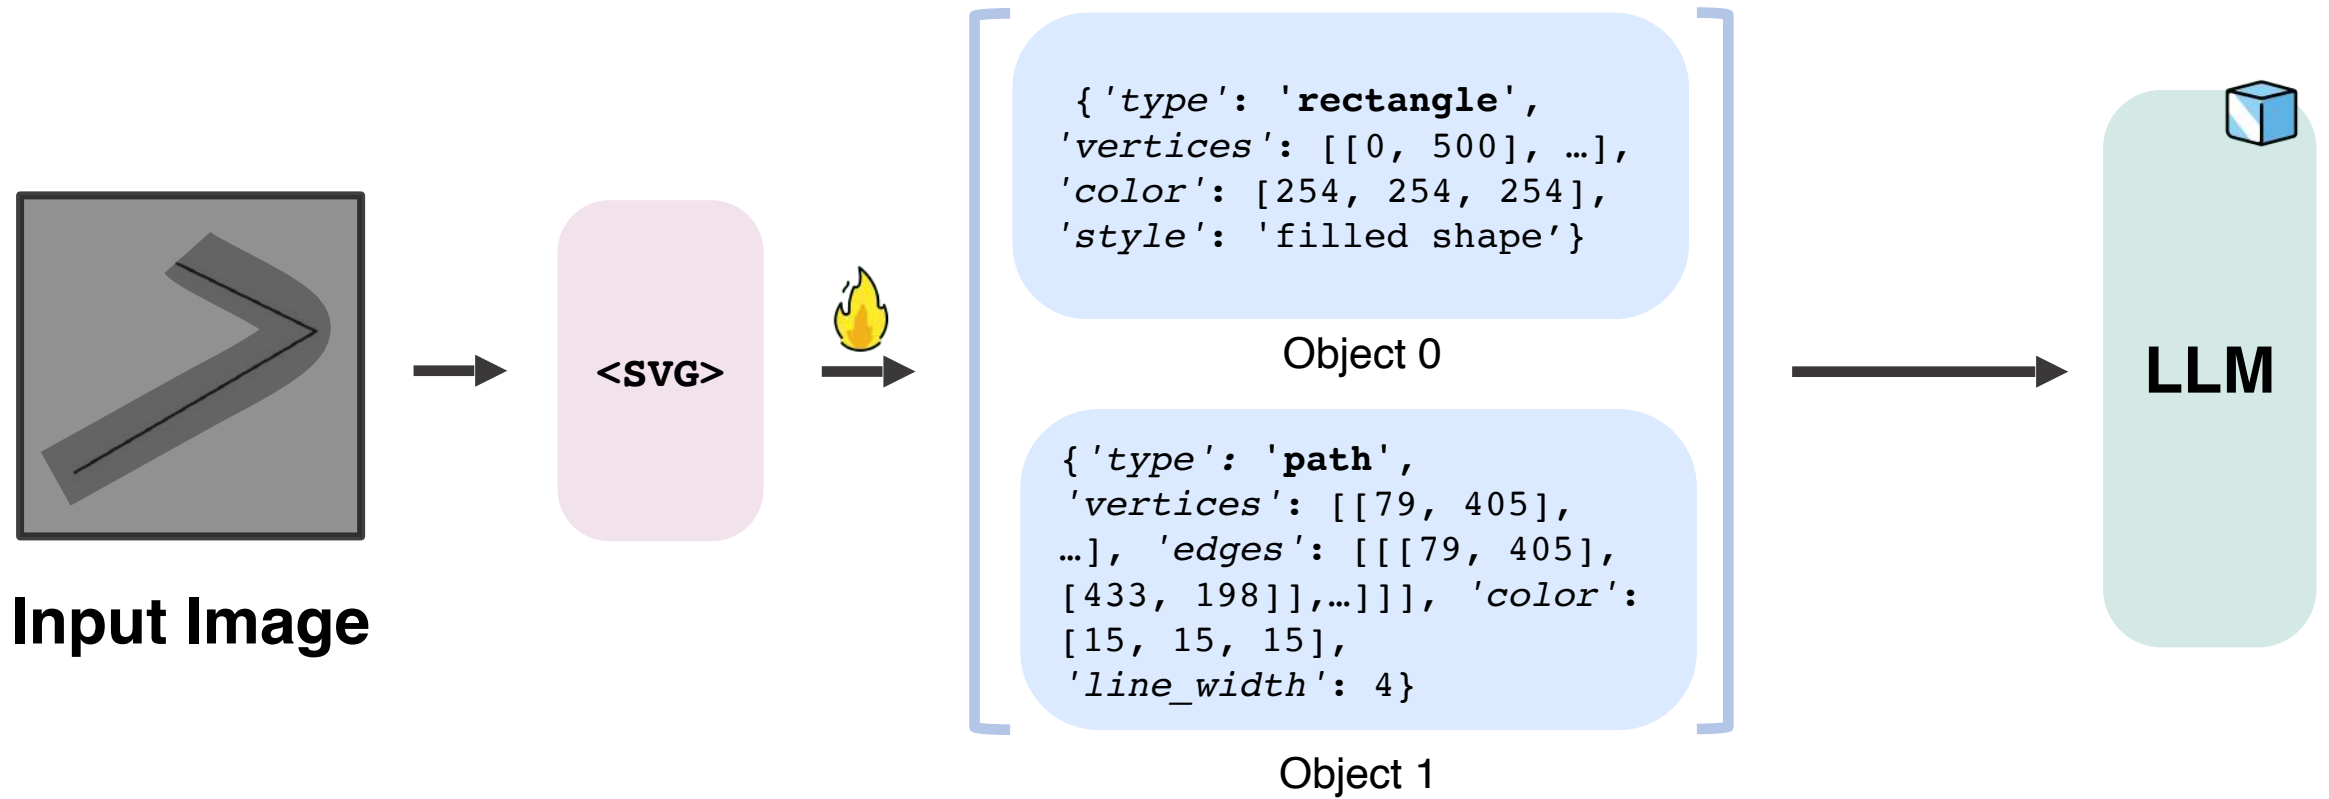 Input Image
<SVG>
{'type': 'rectangle',
'vertices': [[0, 500], …],
'color': [254, 254, 254],
'style': 'filled shape’}
Object 0
{'type': 'path',
'vertices': [[79, 405],
…], 'edges': [[[79, 405],
[433, 198]],…]]], 'color':
[15, 15, 15],
'line_width': 4}
Object 1
LLM